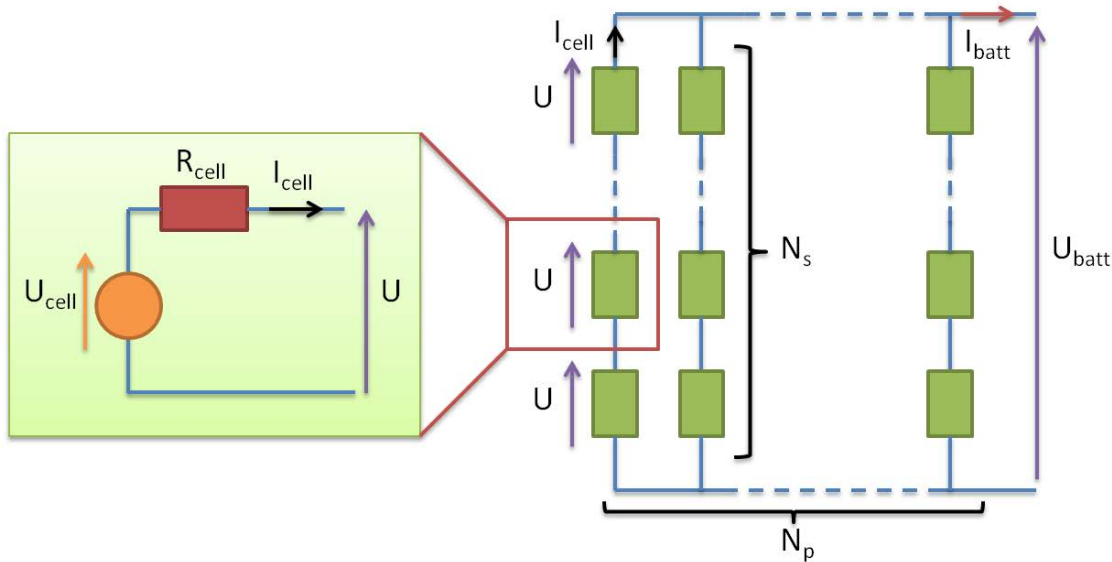 R_cell
I_cell
U_cell
U
I_cell
U
U
U
N_s
I_batt
U_batt
N_p